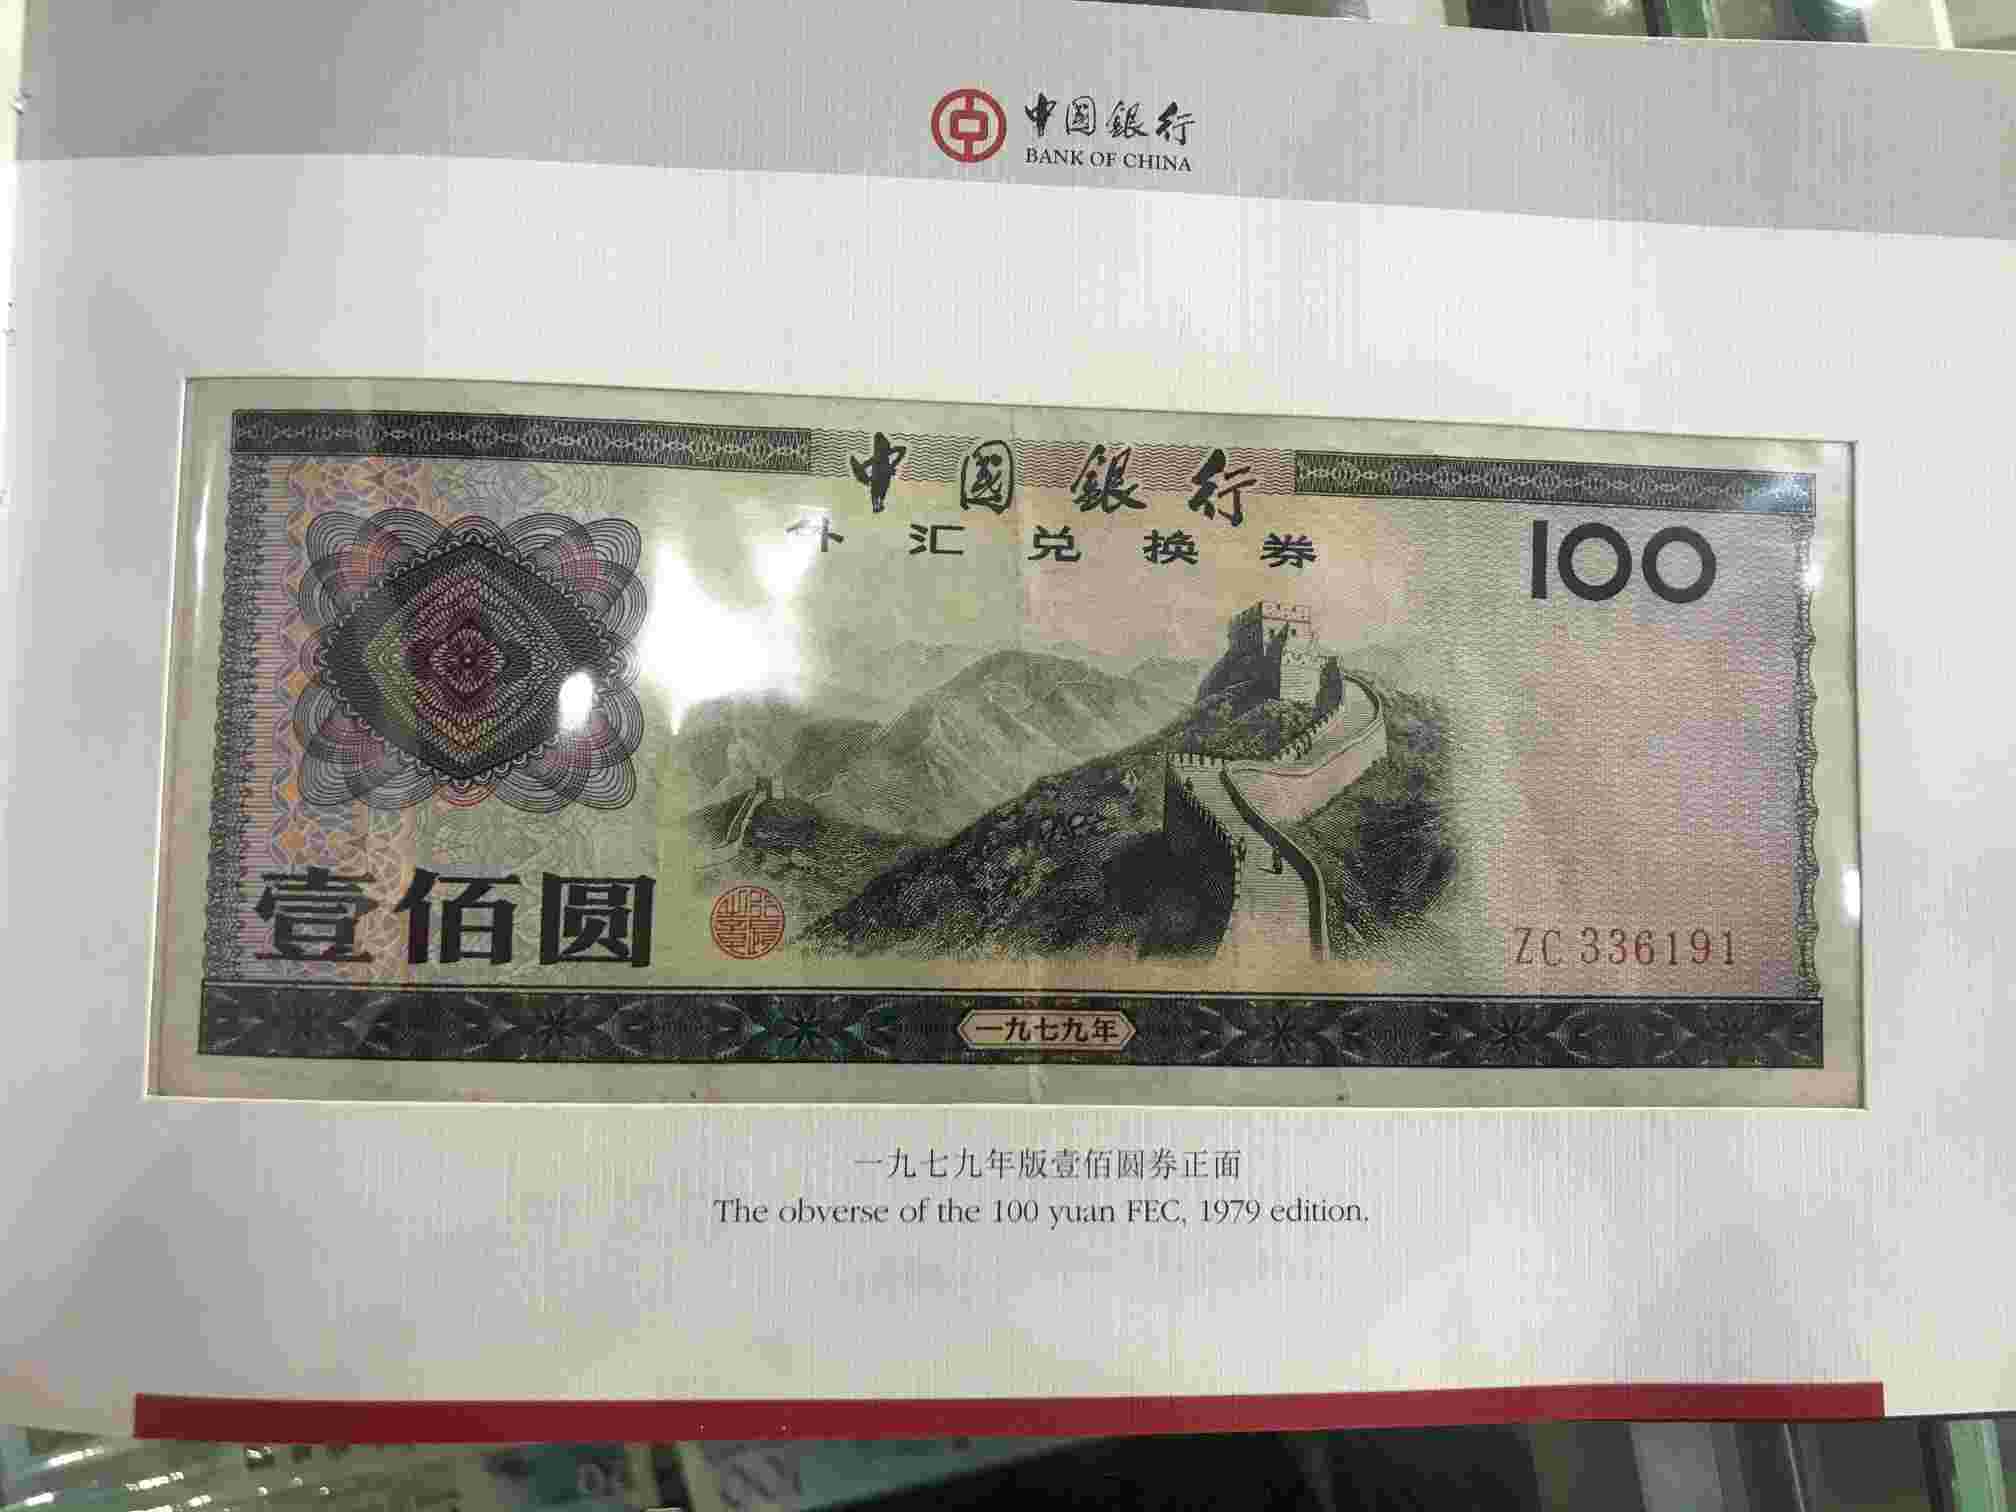 中国銀行
BANK OF CHINA
中國銀行
外汇兑换券
100
壹佰圆
ZC 336191
一九七九年
一九七九年版壹佰圆券正面
The obverse of the 100 yuan FEC, 1979 edition.